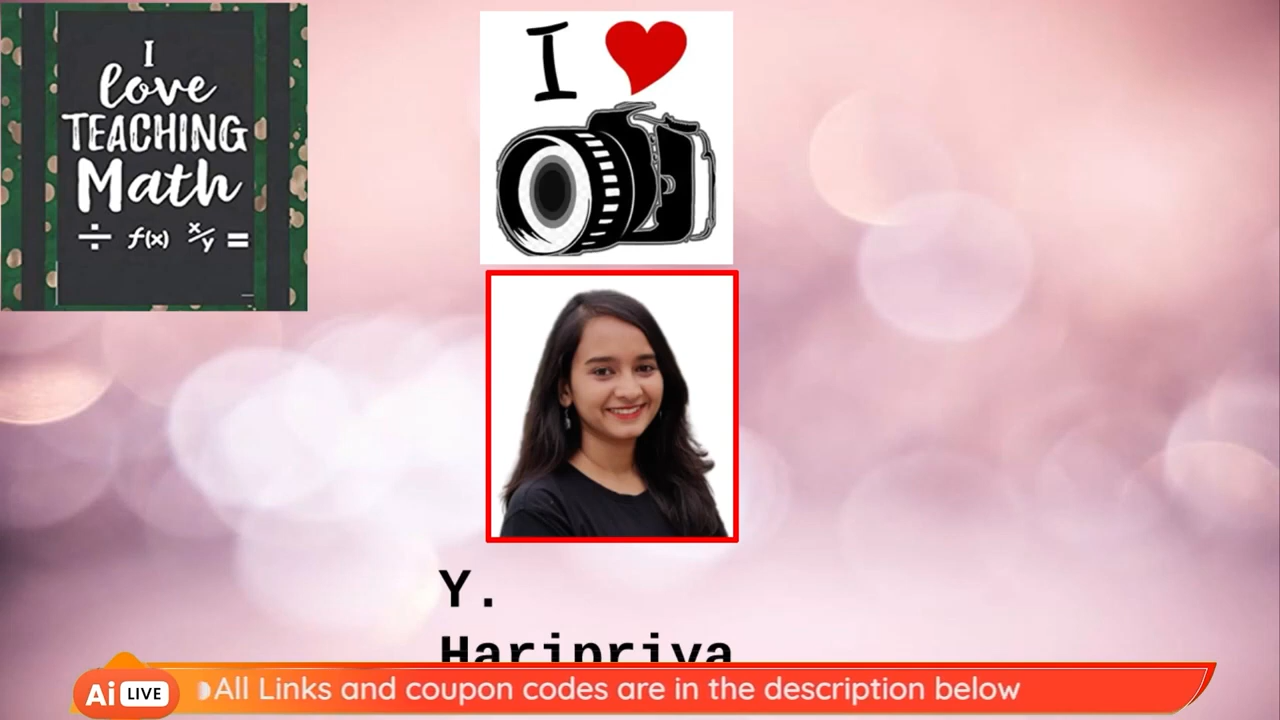 I
love
TEACHING
Math
÷ f(x) x/y =
I
Y.
Haripriya
Ai LIVE All Links and coupon codes are in the description below